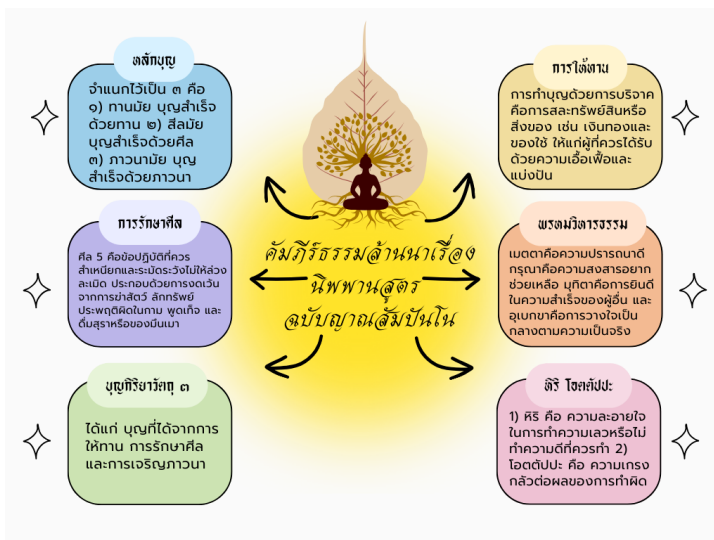 หลักบุญ
จำแนกไว้เป็น ๓ คือ
๑) ทานมัย บุญสำเร็จ
ด้วยทาน ๒) สีลมัย
บุญสำเร็จด้วยศีล
๓) ภาวนามัย บุญ
สำเร็จด้วยภาวนา
การรักษาศีล
ศีล 5 คือข้อปฏิบัติที่ควร
สำเหนียกและระมัดระวังไม่ให้ล่วง
ละเมิด ประกอบด้วยการงดเว้น
จากการฆ่าสัตว์ ลักทรัพย์
ประพฤติผิดในกาม พูดเท็จ และ
ดื่มสุราหรือของมึนเมา
บุญกิริยาวัตถุ ๓
ได้แก่ บุญที่ได้จากการ
ให้ทาน การรักษาศีล
และการเจริญภาวนา
คัมภีร์ธรรมล้านนาเรื่อง
นิพพานสูตร
ฉบับญาณสัมปันโน
การให้ทาน
การทำบุญด้วยการบริจาค
คือการสละทรัพย์สินหรือ
สิ่งของ เช่น เงินทองและ
ของใช้ ให้แก่ผู้ที่ควรได้รับ
ด้วยความเอื้อเฟื้อและ
แบ่งปัน
พรหมวิหารธรรม
เมตตาคือความปรารถนาดี
กรุณาคือความสงสารอยาก
ช่วยเหลือ มุทิตาคือการยินดี
ในความสำเร็จของผู้อื่น และ
อุเบกขาคือการวางใจเป็น
กลางตามความเป็นจริง
หิริ โอตตัปปะ
1) หิริ คือ ความละอายใจ
ในการทำความเลวหรือไม่
ทำความดีที่ควรทำ 2)
โอตตัปปะ คือ ความเกรง
กลัวต่อผลของการทำผิด